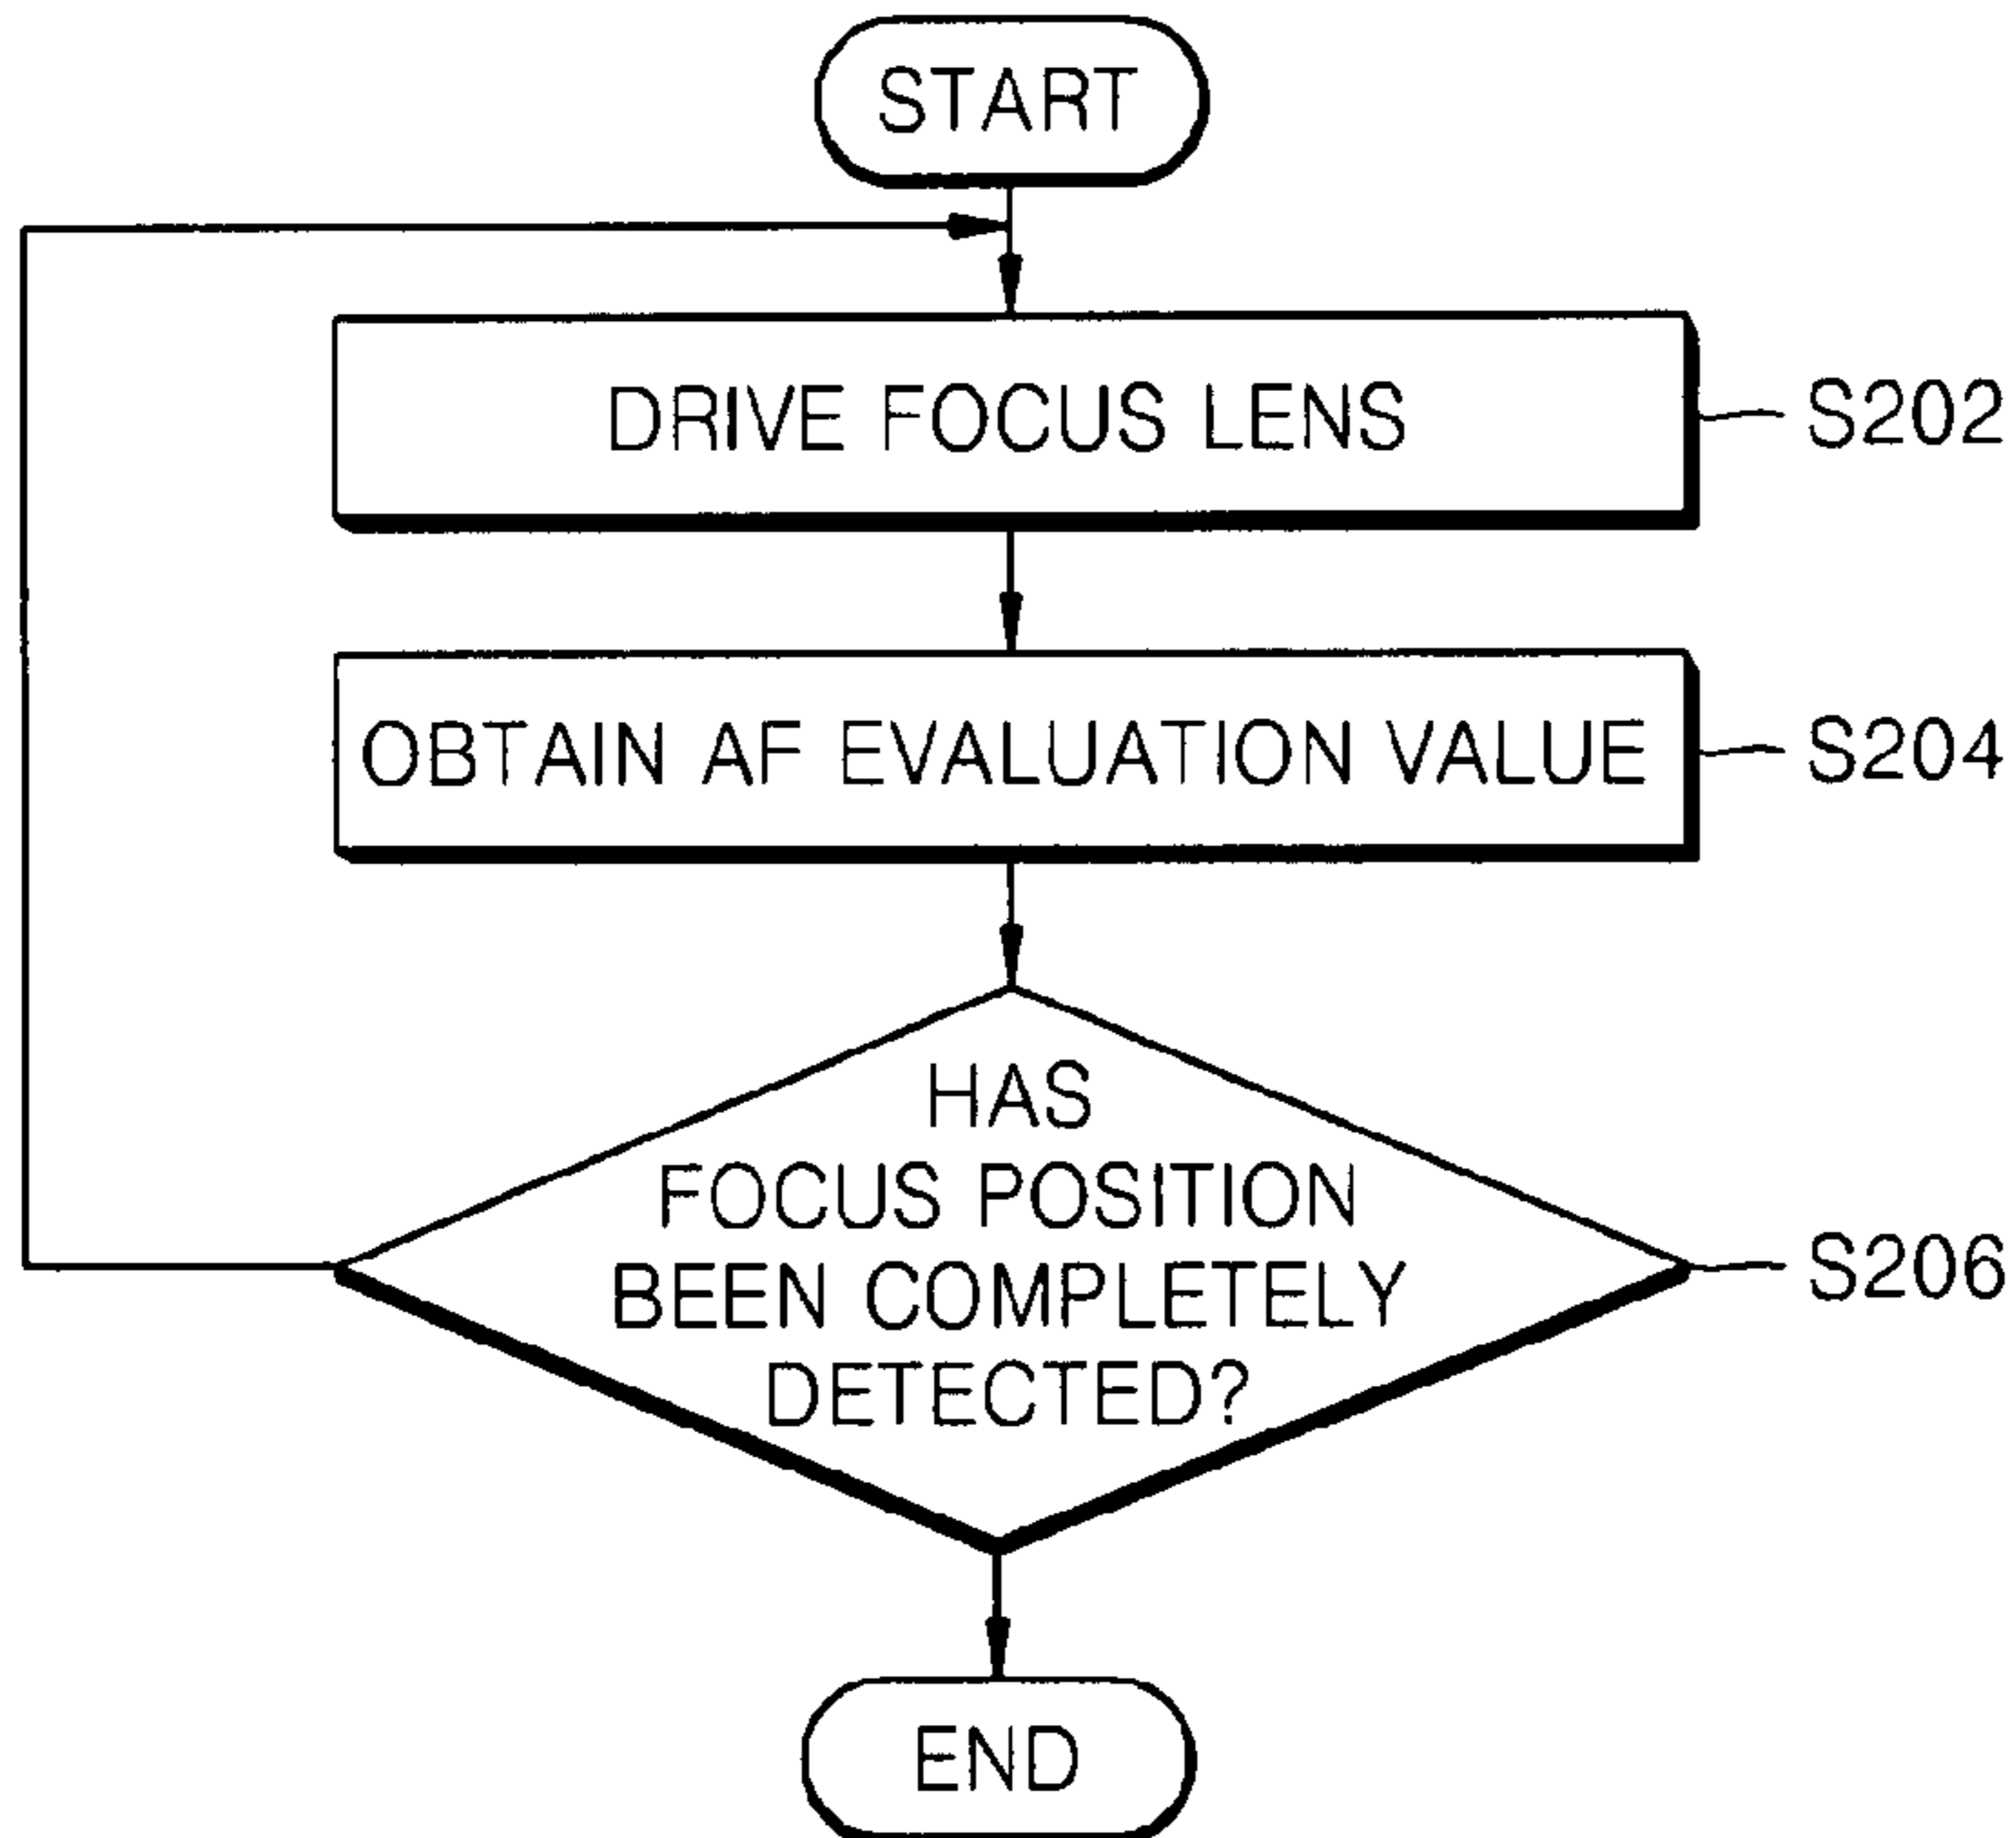 START
DRIVE FOCUS LENS
S202
OBTAIN AF EVALUATION VALUE
S204
HAS
FOCUS POSITION
BEEN COMPLETELY
DETECTED?
S206
END